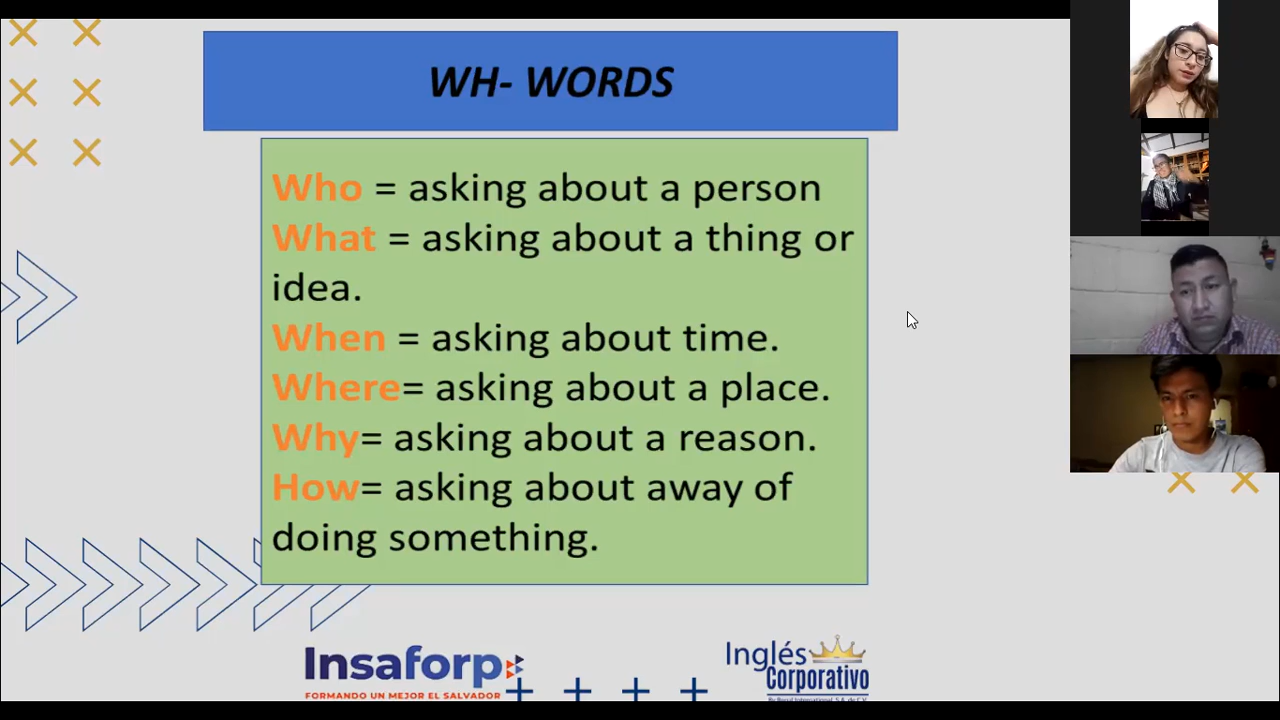 WH- WORDS
Who = asking about a person
What = asking about a thing or
idea.
When = asking about time.
Where= asking about a place.
Why= asking about a reason.
How= asking about away of
doing something.
Insaforp
FORMANDO UN MEJOR EL SALVADOR
Inglés
Corporativo